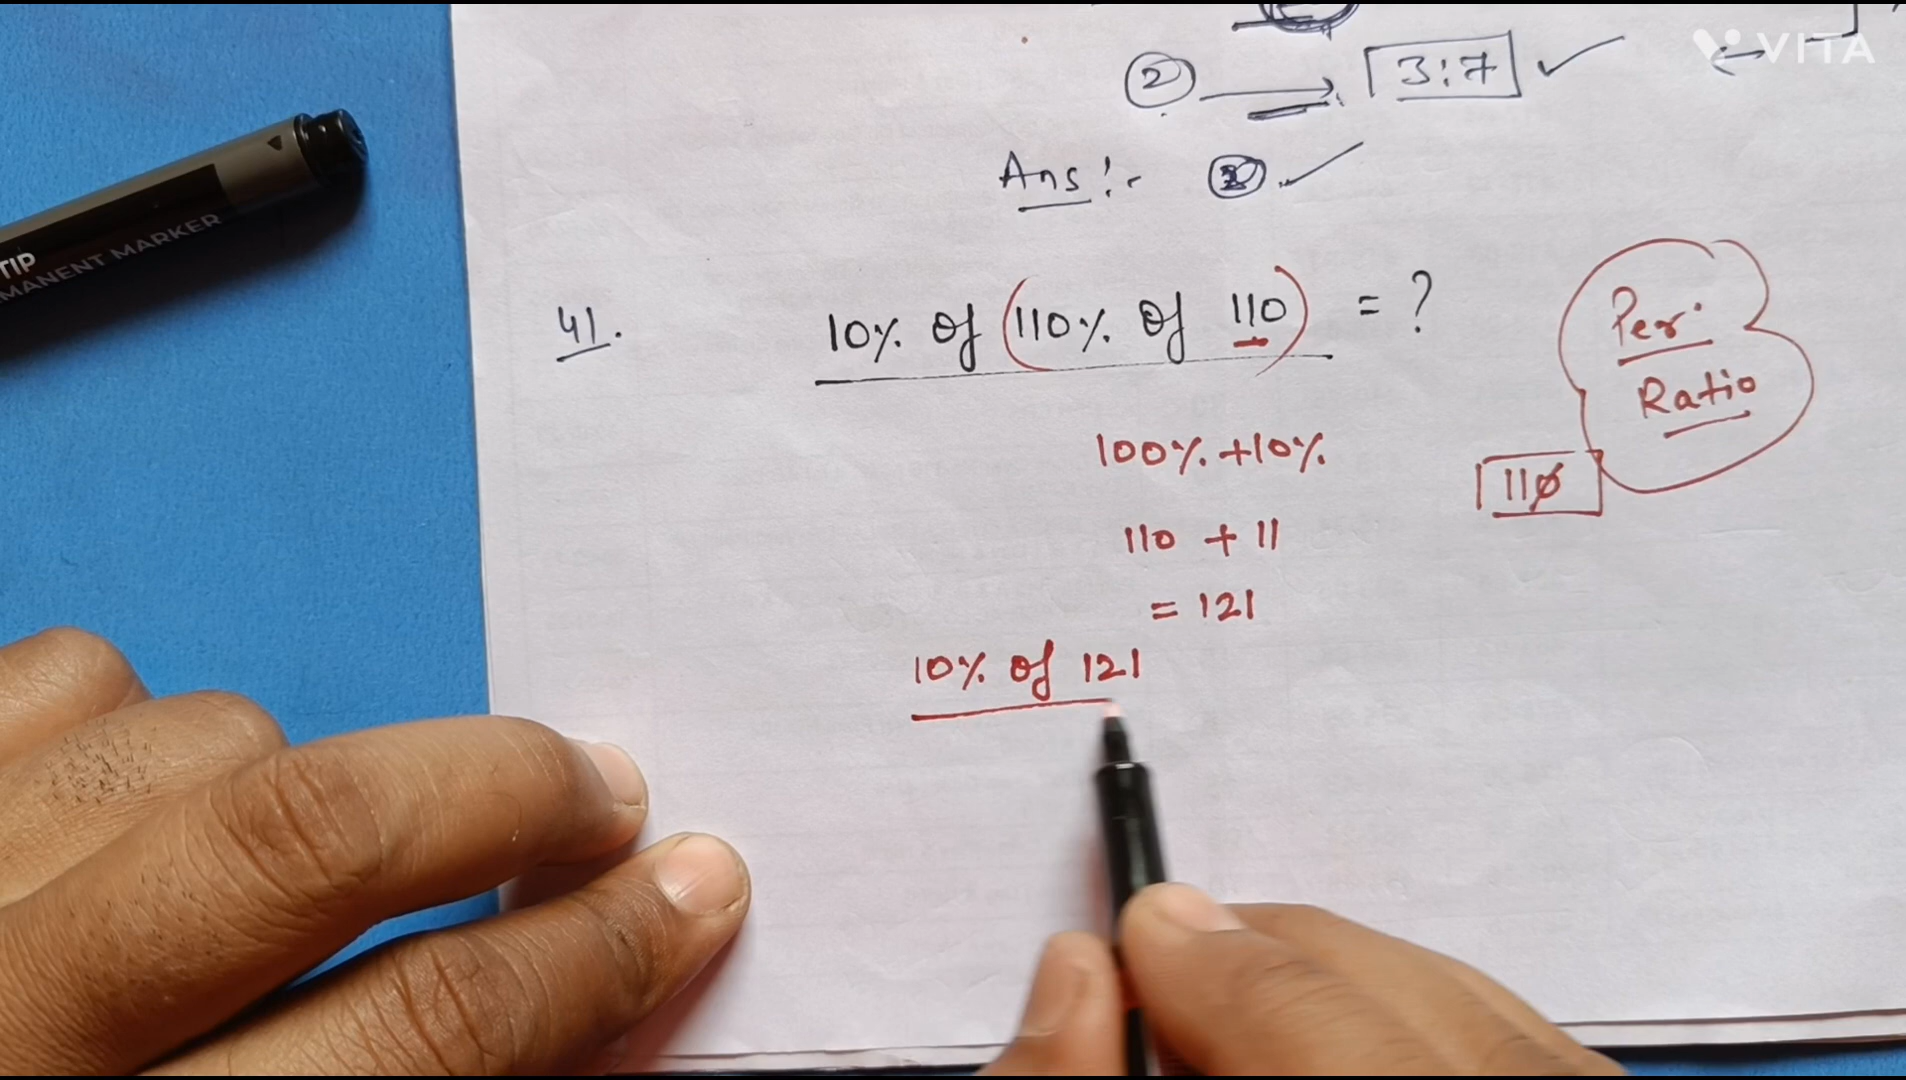 ② → 3:7 ✓
VITA
Ans :-
TIP
MANENT MARKER
41. 10% of (110% of 110) = ?
Per.
Ratio
100% + 10%
110
110 + 11
= 121
10% of 121